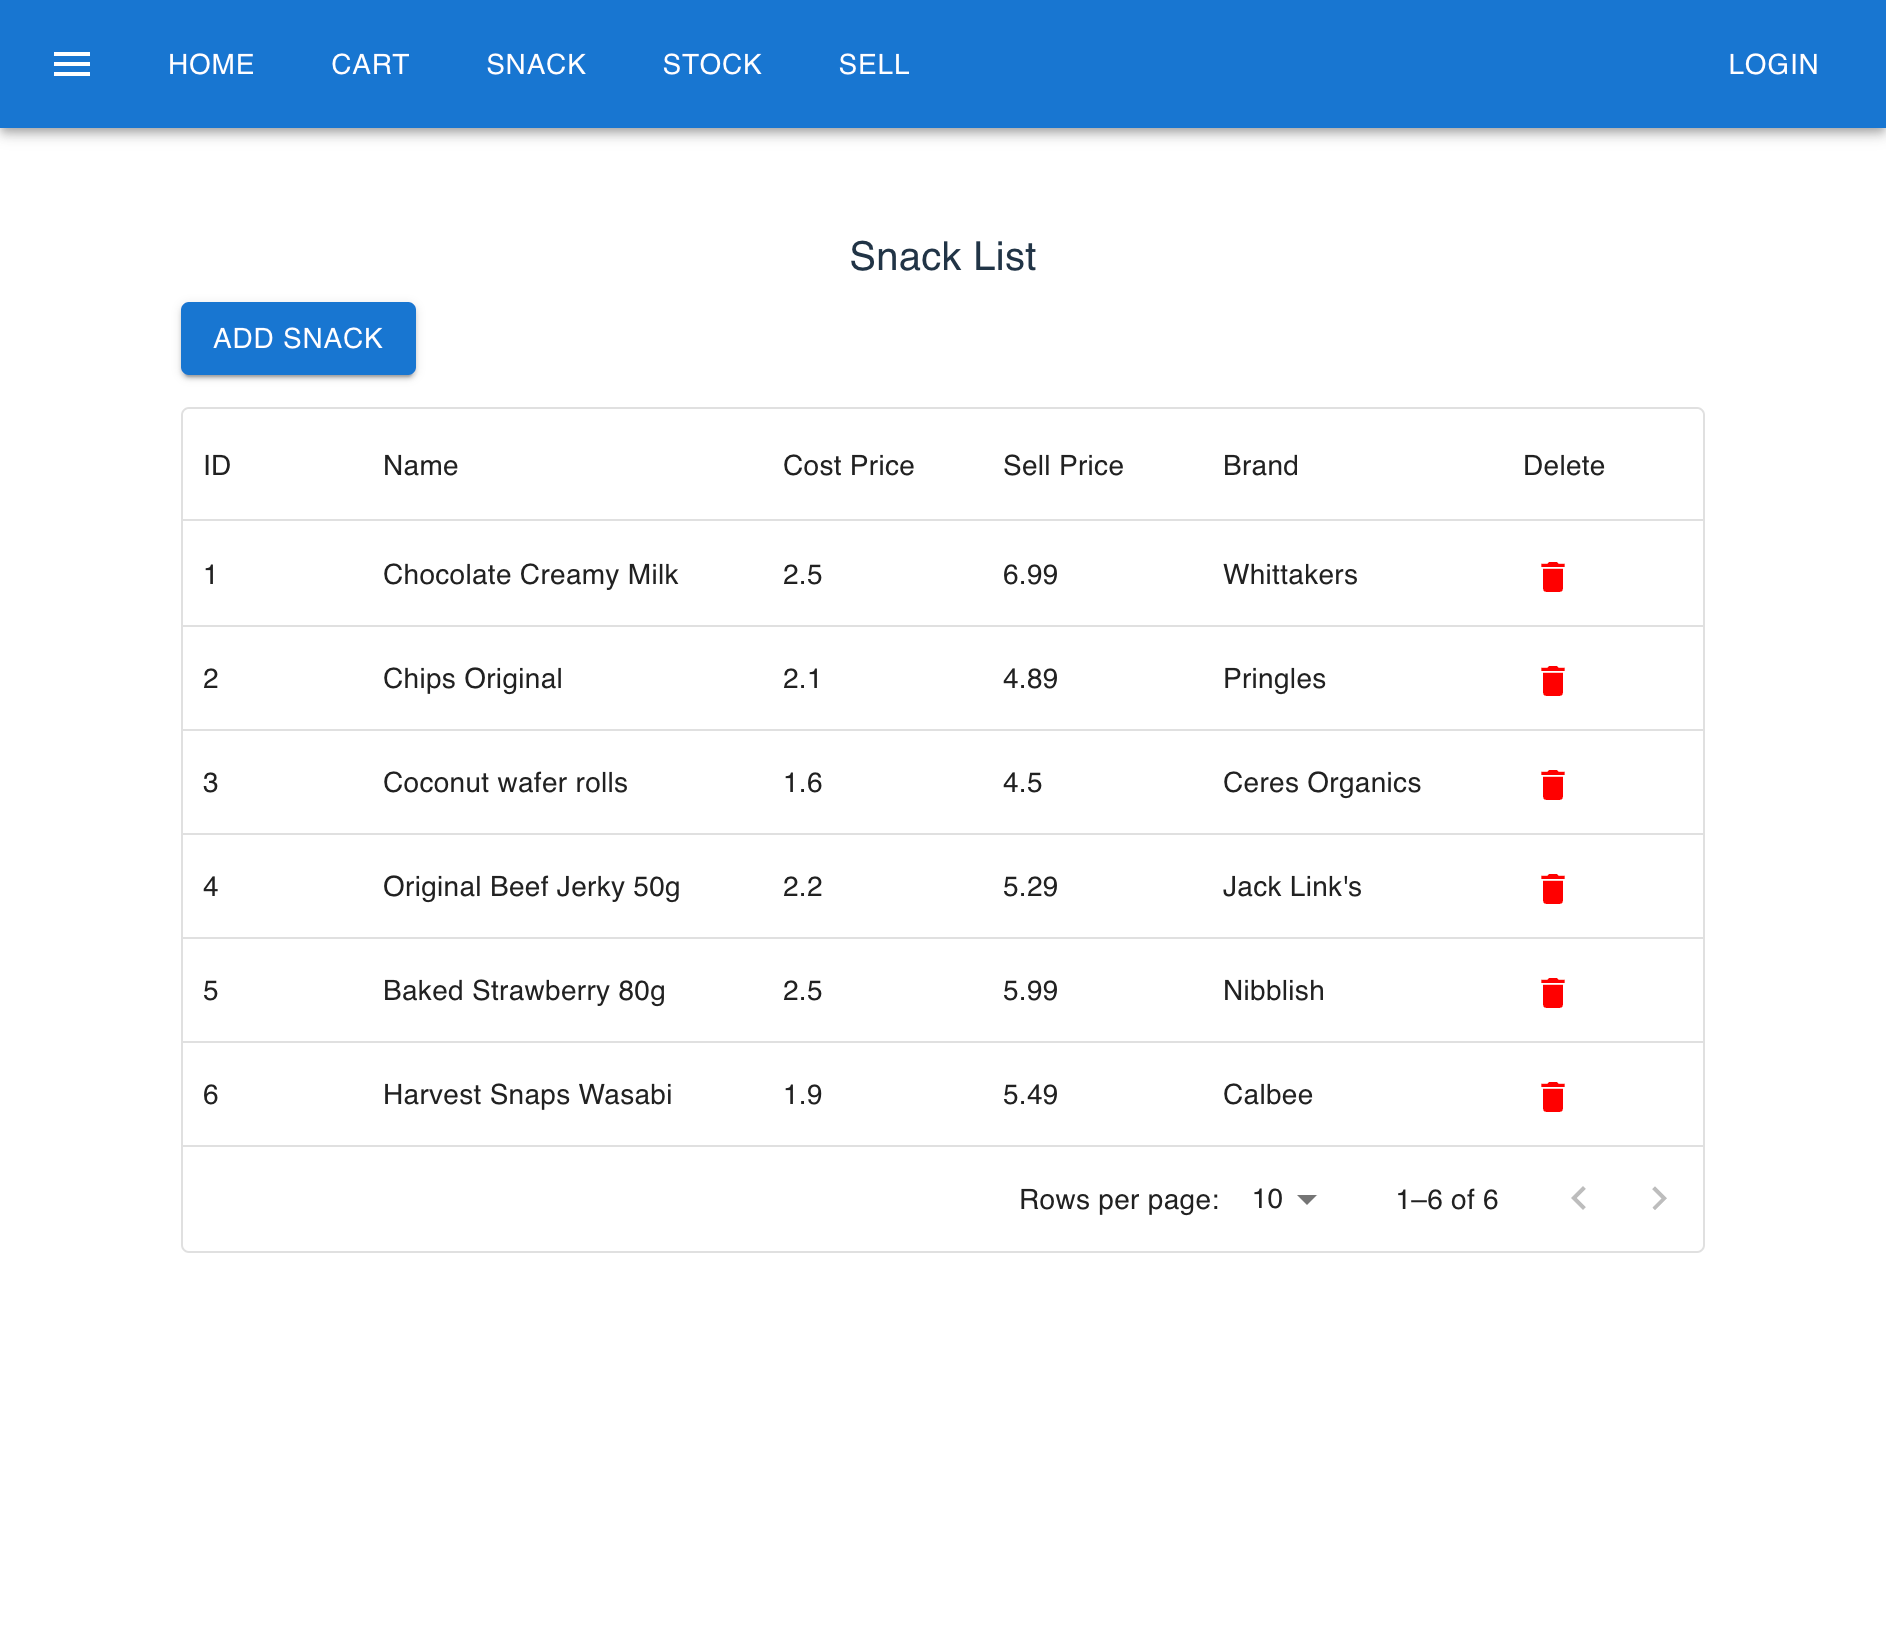 HOME CART SNACK STOCK SELL LOGIN
Snack List
ADD SNACK
ID Name Cost Price Sell Price Brand Delete
1 Chocolate Creamy Milk 2.5 6.99 Whittakers
2 Chips Original 2.1 4.89 Pringles
3 Coconut wafer rolls 1.6 4.5 Ceres Organics
4 Original Beef Jerky 50g 2.2 5.29 Jack Link's
5 Baked Strawberry 80g 2.5 5.99 Nibblish
6 Harvest Snaps Wasabi 1.9 5.49 Calbee
Rows per page: 10 1–6 of 6